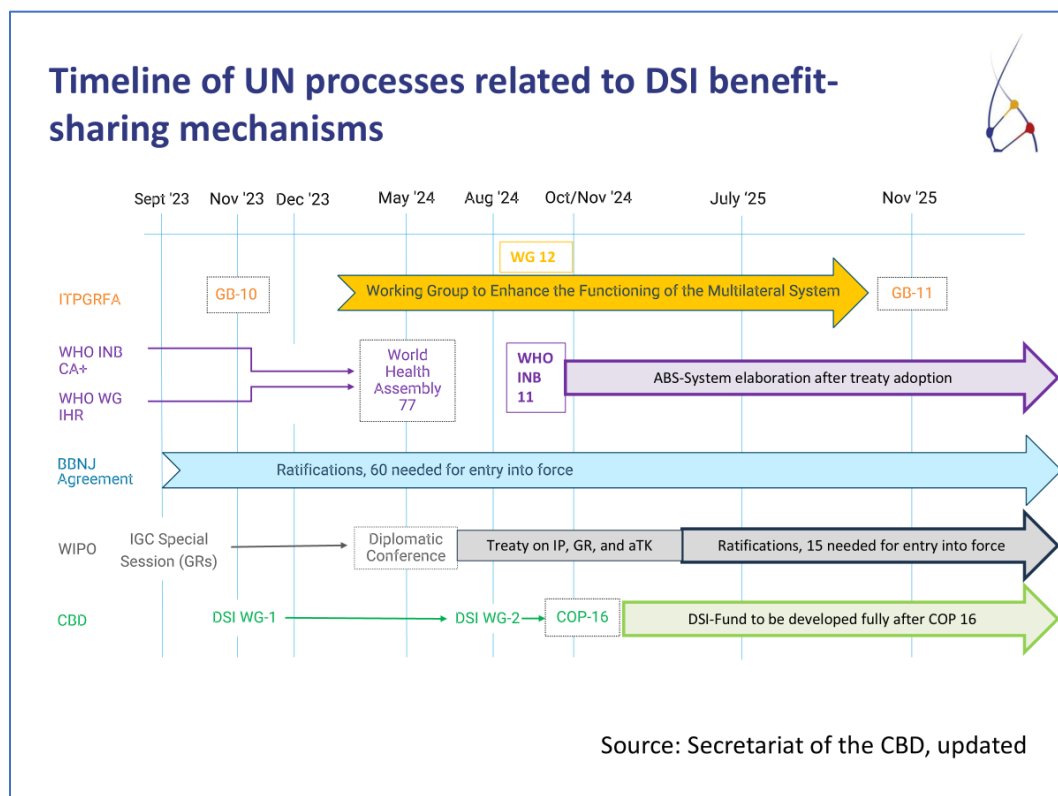 Timeline of UN processes related to DSI benefit-
sharing mechanisms
Sept '23
Nov '23
Dec '23
May '24
Aug '24
Oct/Nov '24
July '25
Nov '25
WG 12
ITPGRFA
GB-10
Working Group to Enhance the Functioning of the Multilateral System
GB-11
WHO INB
CA+
WHO WG
IHR
World
Health
Assembly
77
WHO
INB
11
ABS-System elaboration after treaty adoption
BBNJ
Agreement
Ratifications, 60 needed for entry into force
WIPO
IGC Special
Session (GRs)
Diplomatic
Conference
Treaty on IP, GR, and aTK
Ratifications, 15 needed for entry into force
CBD
DSI WG-1
DSI WG-2
COP-16
DSI-Fund to be developed fully after COP 16
Source: Secretariat of the CBD, updated